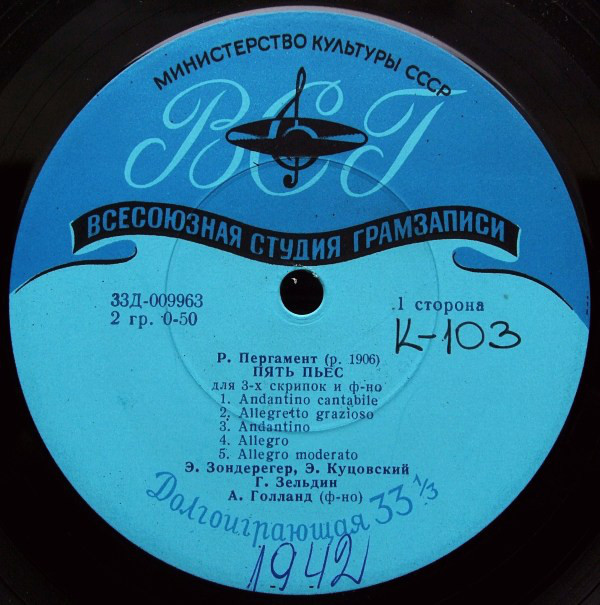 МИНИСТЕРСТВО КУЛЬТУРЫ СССР
ВСГ
ВСЕСОЮЗНАЯ СТУДИЯ ГРАМЗАПИСИ
33Д-009963
2 гр. 0-50
1 сторона
К-103
Р. Пергамент (р. 1906)
ПЯТЬ ПЬЕС
для 3-х скрипок и ф-но
1. Andantino cantabile
2. Allegretto grazioso
3. Andantino
4. Allegro
5. Allegro moderato
Э. Зондерегер, Э. Куцовский
Г. Зельдин
А. Голланд (ф-но)
Долгоиграющая 33 1/3
1942